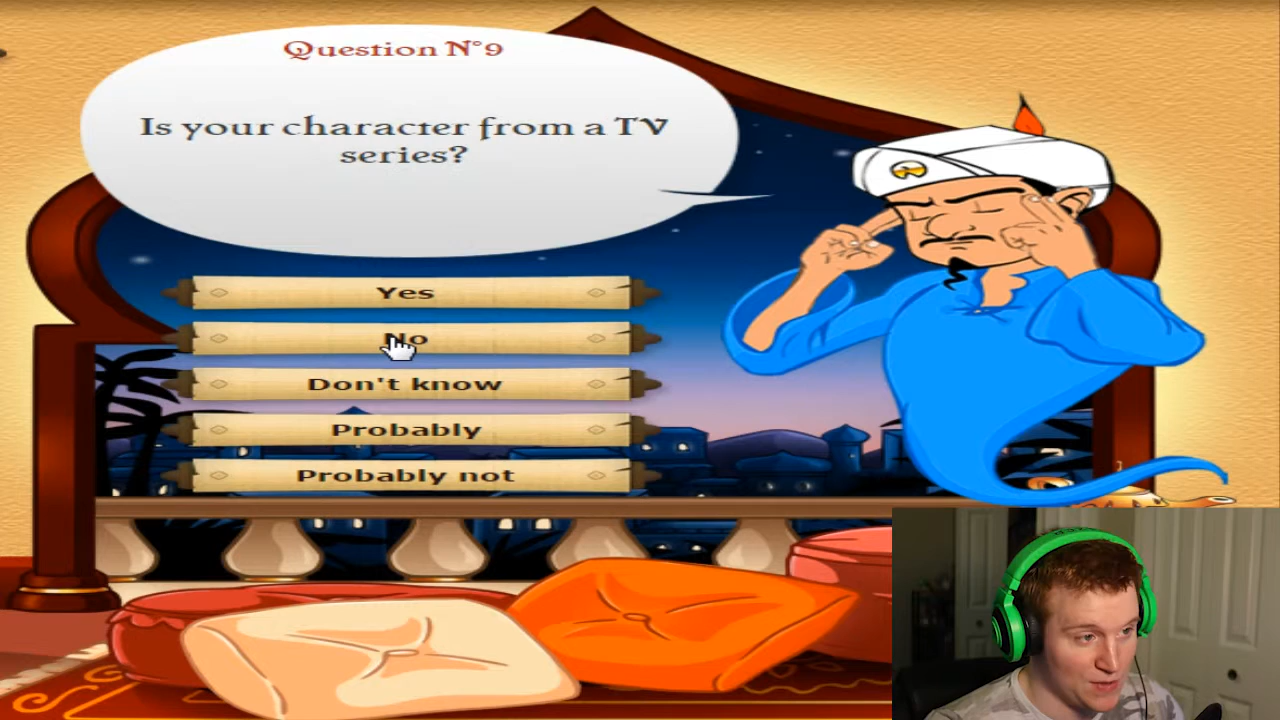 Question N°9
Is your character from a TV
series?
Yes
No
Don't know
Probably
Probably not